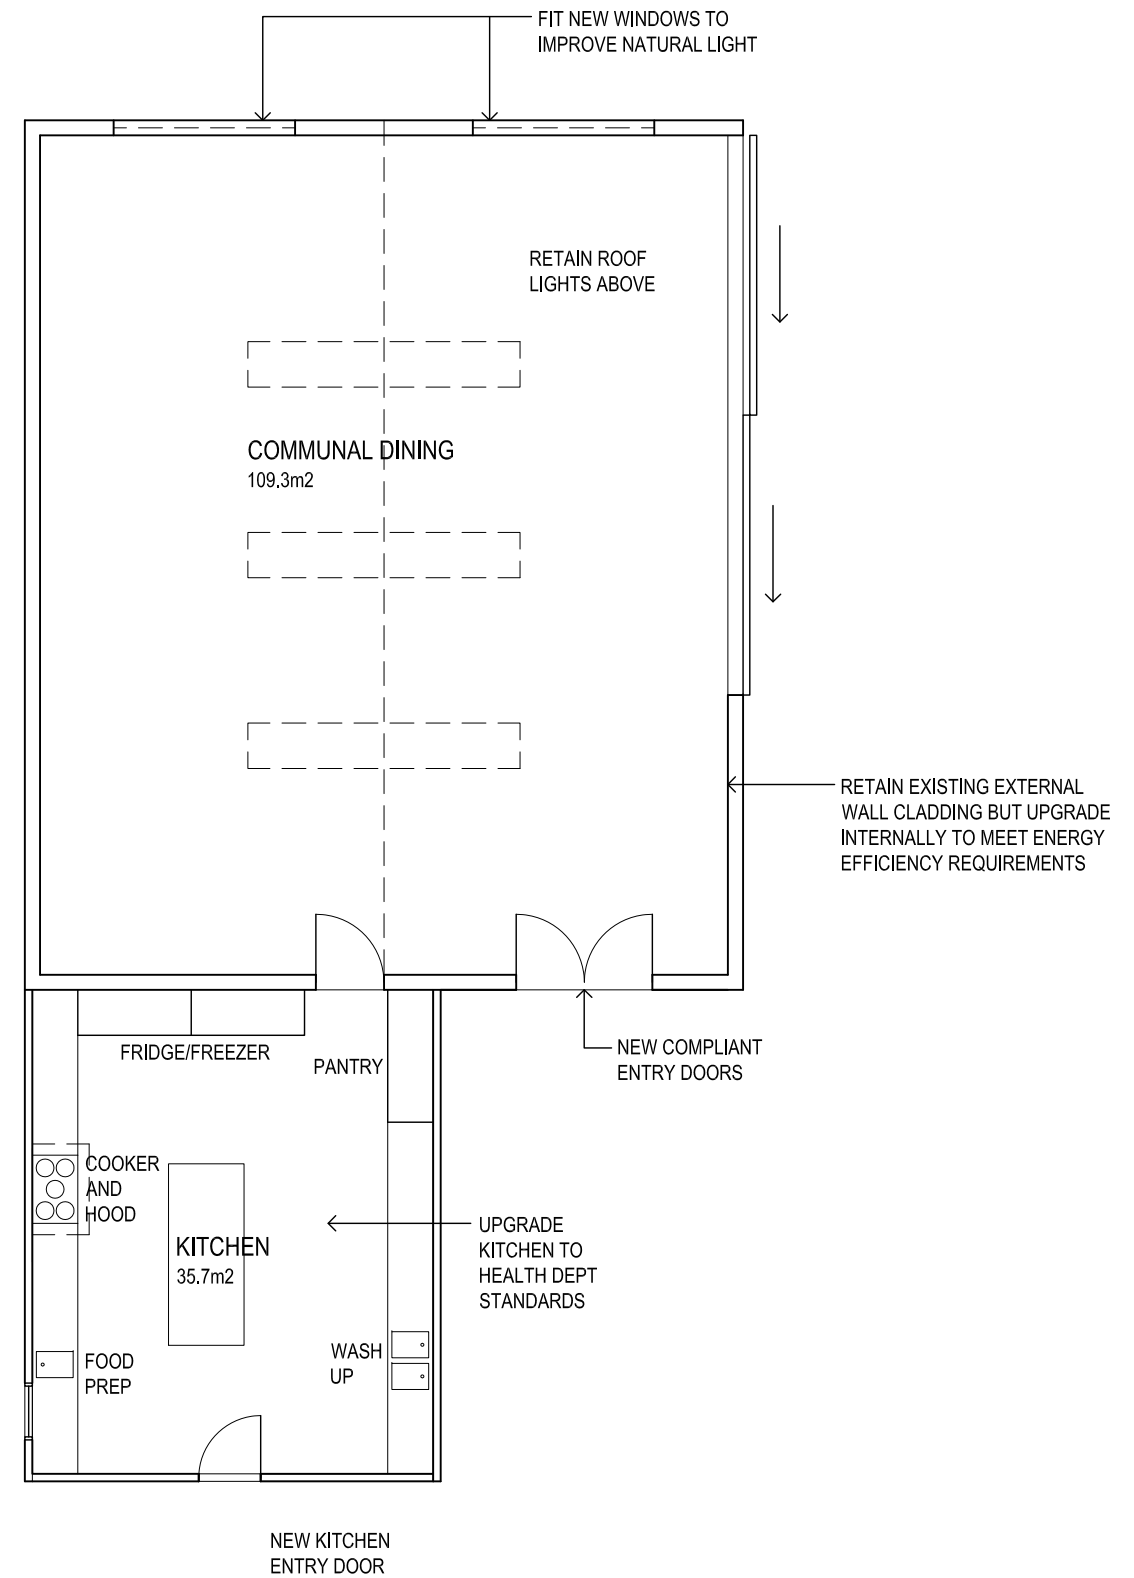 FIT NEW WINDOWS TO
IMPROVE NATURAL LIGHT
RETAIN ROOF
LIGHTS ABOVE
COMMUNAL DINING
109.3m2
RETAIN EXISTING EXTERNAL
WALL CLADDING BUT UPGRADE
INTERNALLY TO MEET ENERGY
EFFICIENCY REQUIREMENTS
FRIDGE/FREEZER
PANTRY
NEW COMPLIANT
ENTRY DOORS
COOKER
AND
HOOD
KITCHEN
35.7m2
UPGRADE
KITCHEN TO
HEALTH DEPT
STANDARDS
FOOD
PREP
WASH
UP
NEW KITCHEN
ENTRY DOOR